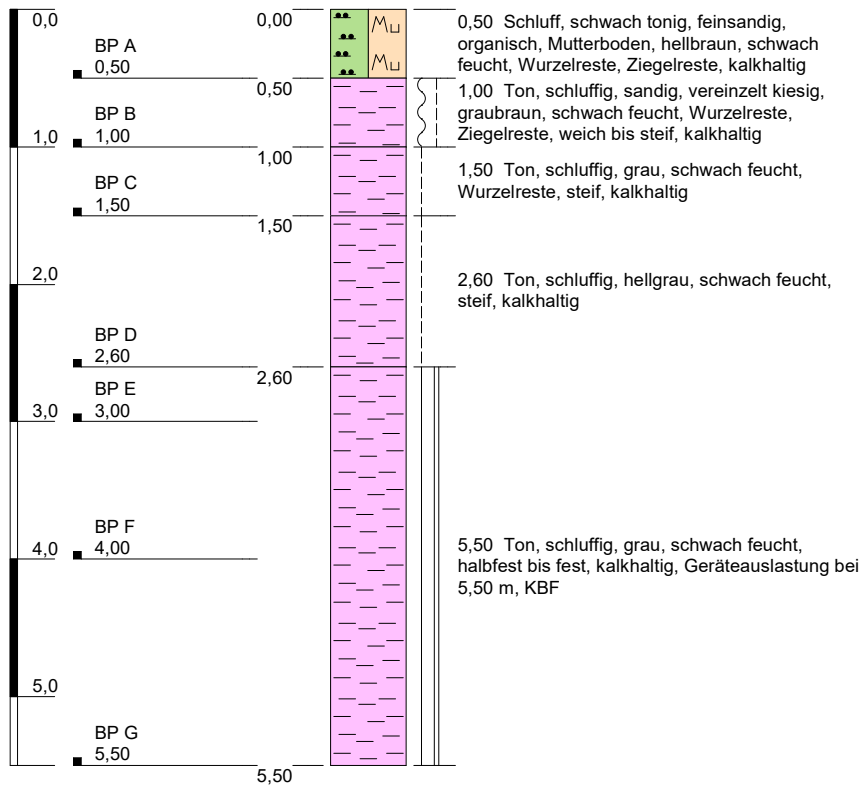 0,0
1,0
2,0
3,0
4,0
5,0
BP A
0,50
BP B
1,00
BP C
1,50
BP D
2,60
BP E
3,00
BP F
4,00
BP G
5,50
0,00
0,50
1,00
1,50
2,60
5,50
0,50 Schluff, schwach tonig, feinsandig,
organisch, Mutterboden, hellbraun, schwach
feucht, Wurzelreste, Ziegelreste, kalkhaltig
1,00 Ton, schluffig, sandig, vereinzelt kiesig,
graubraun, schwach feucht, Wurzelreste,
Ziegelreste, weich bis steif, kalkhaltig
1,50 Ton, schluffig, grau, schwach feucht,
Wurzelreste, steif, kalkhaltig
2,60 Ton, schluffig, hellgrau, schwach feucht,
steif, kalkhaltig
5,50 Ton, schluffig, grau, schwach feucht,
halbfest bis fest, kalkhaltig, Geräteauslastung bei
5,50 m, KBF